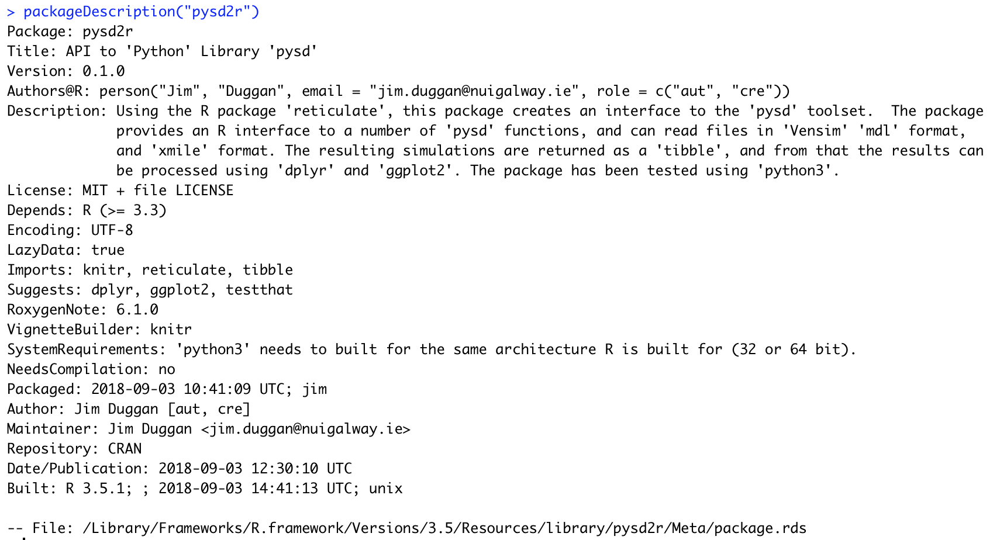 > packageDescription("pysd2r")
Package: pysd2r
Title: API to 'Python' Library 'pysd'
Version: 0.1.0
Authors@R: person("Jim", "Duggan", email = "jim.duggan@nuigalway.ie", role = c("aut", "cre"))
Description: Using the R package 'reticulate', this package creates an interface to the 'pysd' toolset.  The package
             provides an R interface to a number of 'pysd' functions, and can read files in 'Vensim' 'mdl' format,
             and 'xmile' format. The resulting simulations are returned as a 'tibble', and from that the results can
             be processed using 'dplyr' and 'ggplot2'. The package has been tested using 'python3'.
License: MIT + file LICENSE
Depends: R (>= 3.3)
Encoding: UTF-8
LazyData: true
Imports: knitr, reticulate, tibble
Suggests: dplyr, ggplot2, testthat
RoxygenNote: 6.1.0
VignetteBuilder: knitr
SystemRequirements: 'python3' needs to built for the same architecture R is built for (32 or 64 bit).
NeedsCompilation: no
Packaged: 2018-09-03 10:41:09 UTC; jim
Author: Jim Duggan [aut, cre]
Maintainer: Jim Duggan <jim.duggan@nuigalway.ie>
Repository: CRAN
Date/Publication: 2018-09-03 12:30:10 UTC
Built: R 3.5.1; ; 2018-09-03 14:41:13 UTC; unix

-- File: /Library/Frameworks/R.framework/Versions/3.5/Resources/library/pysd2r/Meta/package.rds